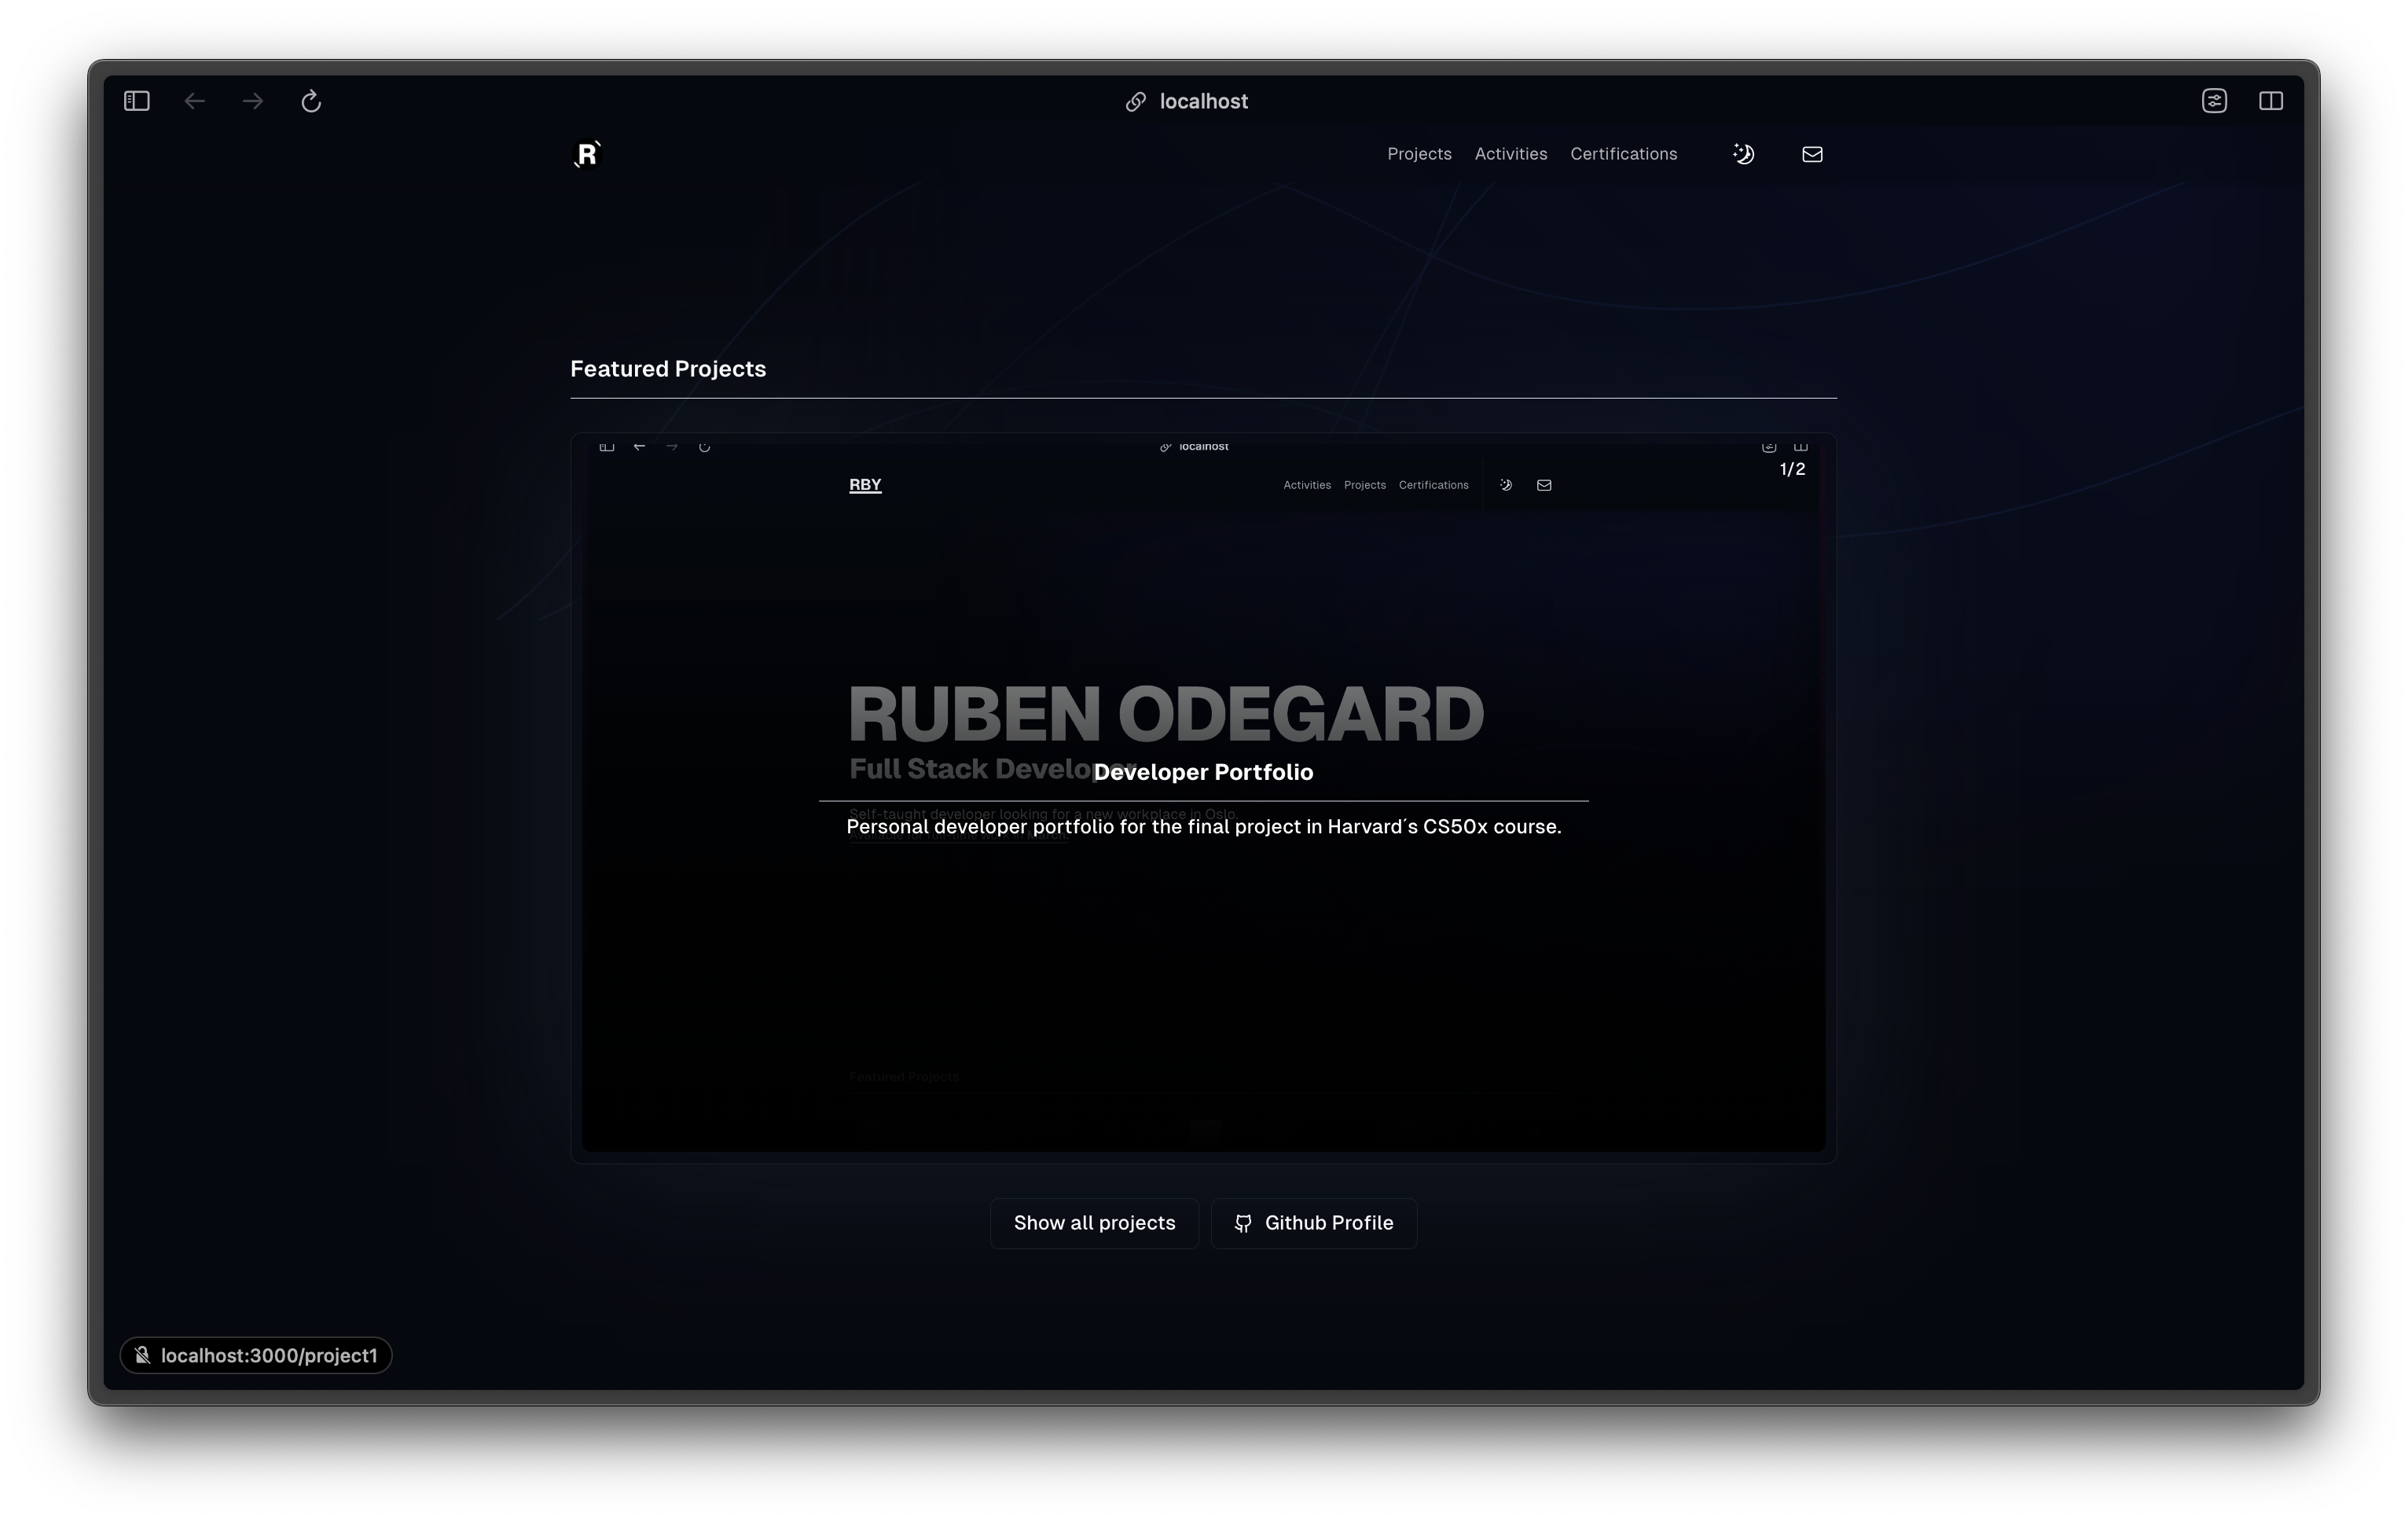 localhost
R
Projects Activities Certifications
Featured Projects
localhost
1/2
RBY
Activities Projects Certifications
RUBEN ODEGARD
Full Stack Developer
Developer Portfolio
Self-taught developer looking for a new workplace in Oslo.
Personal developer portfolio for the final project in Harvard´s CS50x course.
Featured Projects
Show all projects
Github Profile
localhost:3000/project1